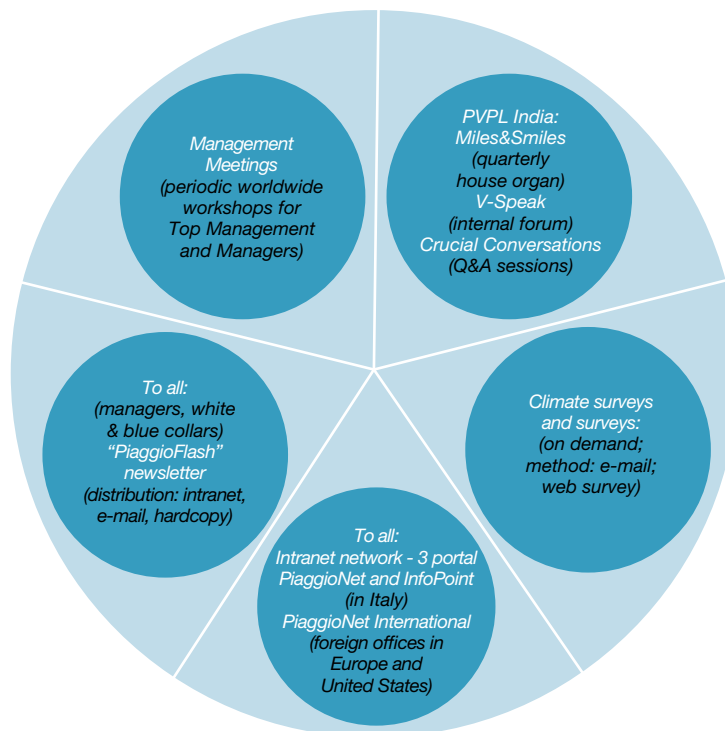 Management
Meetings
(periodic worldwide
workshops for
Top Management
and Managers)
PVPL India:
Miles&Smiles
(quarterly
house organ)
V-Speak
(internal forum)
Crucial Conversations
(Q&A sessions)
To all:
(managers, white
& blue collars)
“PiaggioFlash”
newsletter
(distribution: intranet,
e-mail, hardcopy)
Climate surveys
and surveys:
(on demand;
method: e-mail;
web survey)
To all:
Intranet network - 3 portal
PiaggioNet and InfoPoint
(in Italy)
PiaggioNet International
(foreign offices in
Europe and
United States)